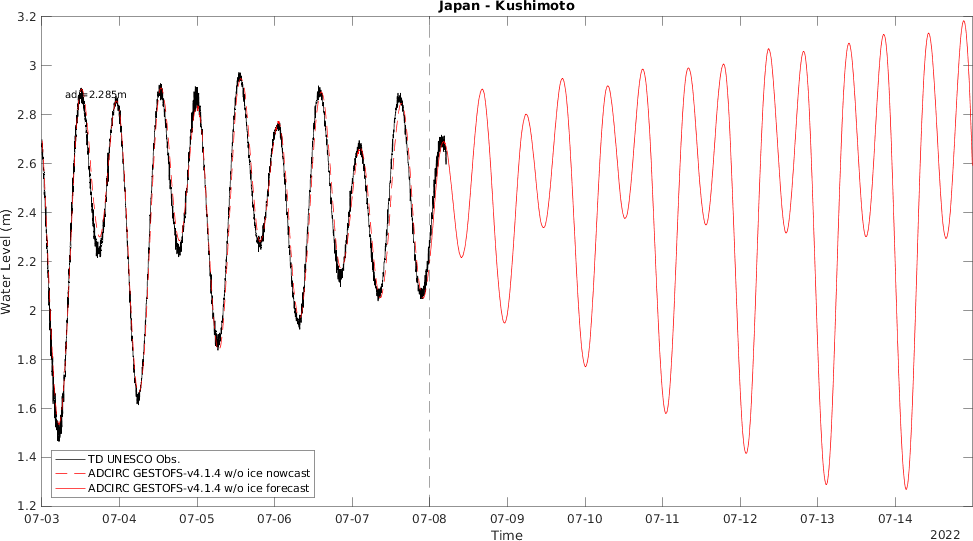 Japan - Kushimoto
3.2
3
2.8
2.6
2.4
2.2
2
1.8
1.6
1.4
1.2
Water Level (m)
adj=2.285m
TD UNESCO Obs.
ADCIRC GESTOFS-v4.1.4 w/o ice nowcast
ADCIRC GESTOFS-v4.1.4 w/o ice forecast
07-03 07-04 07-05 07-06 07-07 07-08 07-09 07-10 07-11 07-12 07-13 07-14
Time
2022